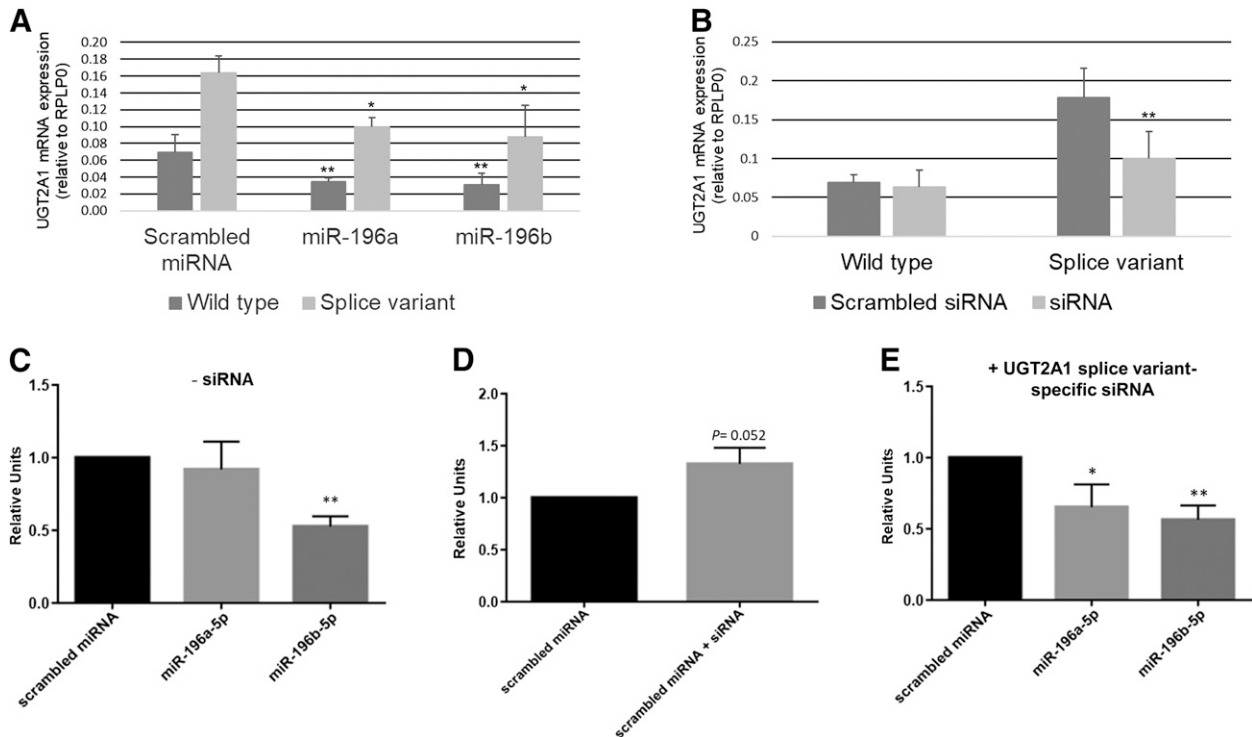 A
UGT2A1 mRNA expression
(relative to RPLP0)
0.20
0.18
0.16
0.14
0.12
0.10
0.08
0.06
0.04
0.02
0.00
**
*
**
*
Scrambled
miRNA
miR-196a
miR-196b
Wild type
Splice variant
B
UGT2A1 mRNA expression
(relative to RPLP0)
0.25
0.2
0.15
0.1
0.05
0
**
Wild type
Splice variant
Scrambled siRNA
siRNA
C
- siRNA
Relative Units
1.5
1.0
0.5
0.0
**
scrambled miRNA
miR-196a-5p
miR-196b-5p
D
Relative Units
2.0
1.5
1.0
0.5
0.0
P= 0.052
scrambled miRNA
scrambled miRNA + siRNA
E
+ UGT2A1 splice variant-
specific siRNA
Relative Units
1.5
1.0
0.5
0.0
*
**
scrambled miRNA
miR-196a-5p
miR-196b-5p